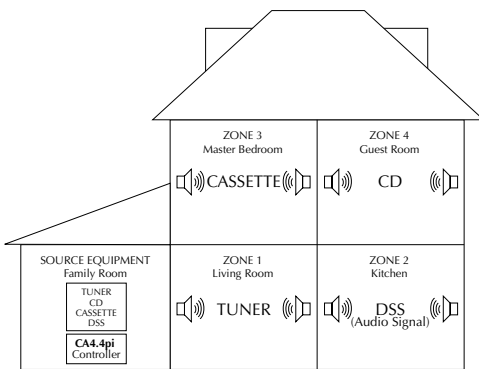 ZONE 3
Master Bedroom
CASSETTE
ZONE 4
Guest Room
CD
SOURCE EQUIPMENT
Family Room
TUNER
CD
CASSETTE
DSS
CA4.4pi
Controller
ZONE 1
Living Room
TUNER
ZONE 2
Kitchen
DSS
(Audio Signal)